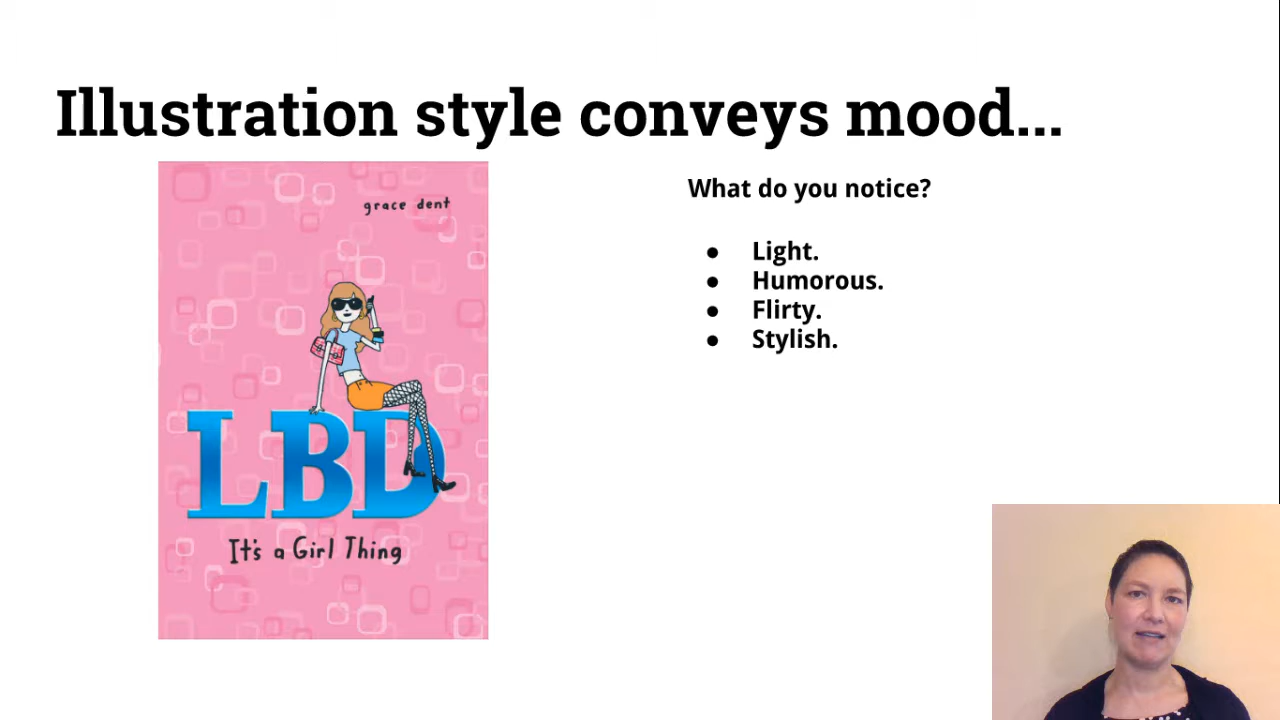 Illustration style conveys mood...
grace dent
LBD
It's a Girl Thing
What do you notice?
● Light.
● Humorous.
● Flirty.
● Stylish.